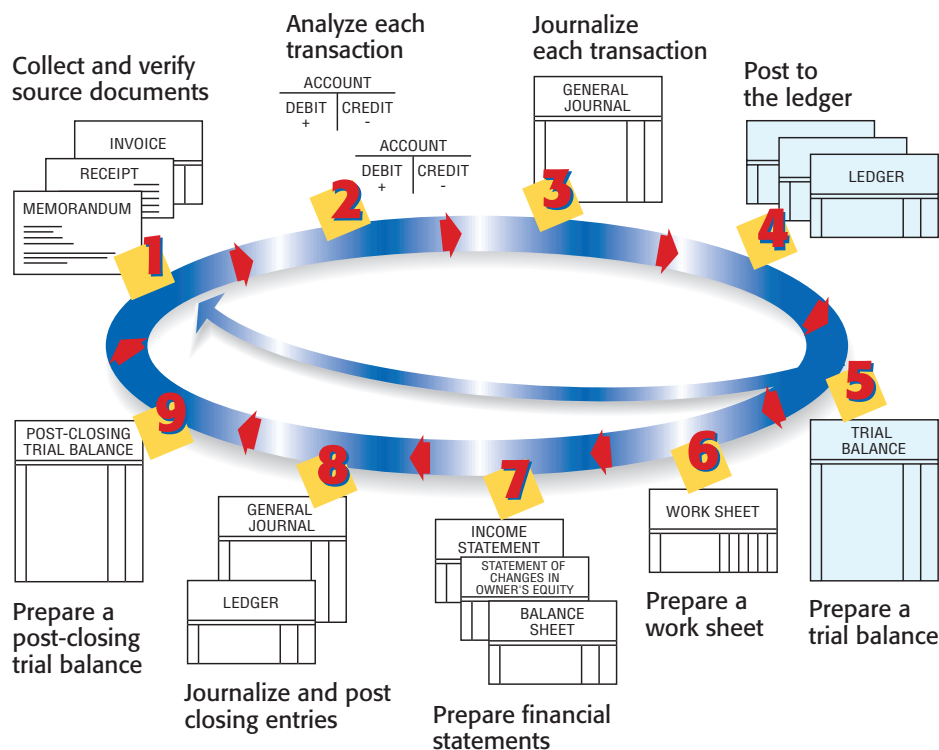 Collect and verify
source documents
INVOICE
RECEIPT
MEMORANDUM
1
Analyze each
transaction
ACCOUNT
DEBIT CREDIT
+ -
ACCOUNT
DEBIT CREDIT
+ -
2
Journalize
each transaction
GENERAL
JOURNAL
3
Post to
the ledger
LEDGER
4
5
TRIAL
BALANCE
Prepare a
trial balance
6
WORK SHEET
Prepare a
work sheet
7
INCOME
STATEMENT
STATEMENT OF
CHANGES IN
OWNER'S EQUITY
BALANCE
SHEET
Prepare financial
statements
8
GENERAL
JOURNAL
LEDGER
Journalize and post
closing entries
9
POST-CLOSING
TRIAL BALANCE
Prepare a
post-closing
trial balance